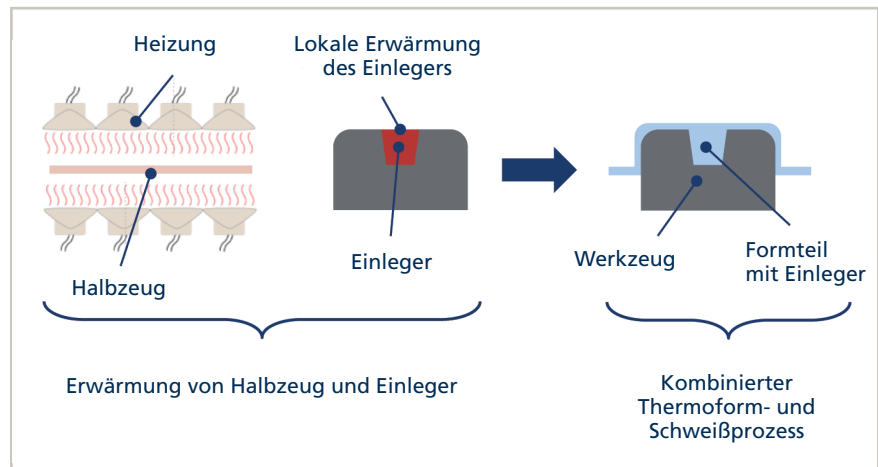 Heizung
Lokale Erwärmung
des Einlegers
Halbzeug
Einleger
Werkzeug
Formteil
mit Einleger
Erwärmung von Halbzeug und Einleger
Kombinierter
Thermoform- und
Schweißprozess